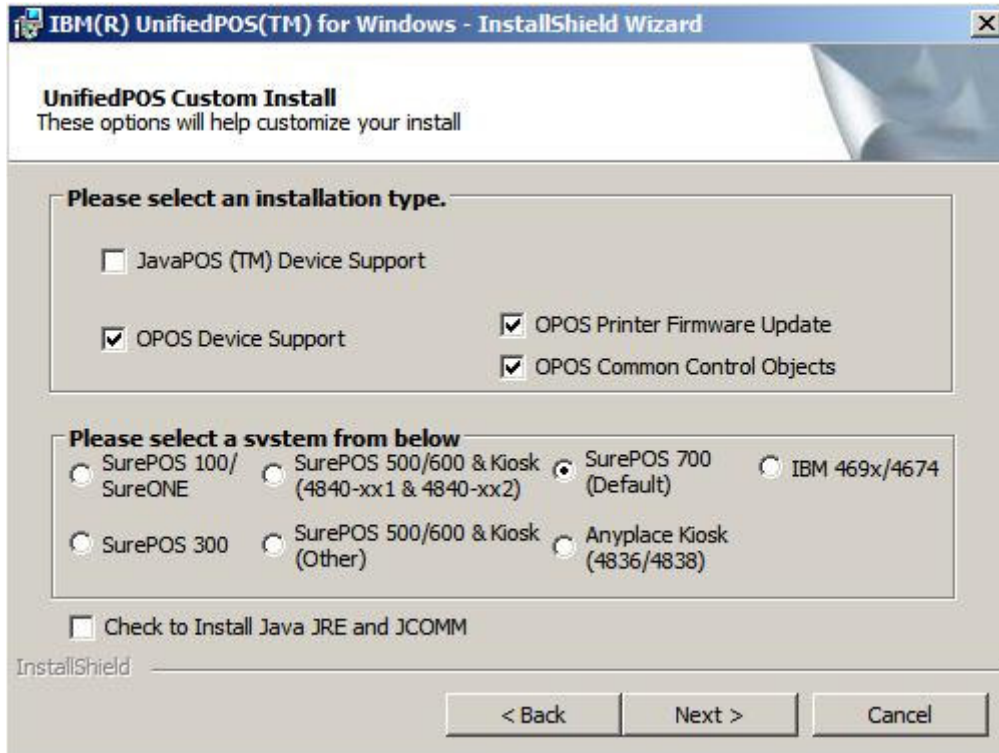 IBM(R) UnifiedPOS(TM) for Windows - InstallShield Wizard
UnifiedPOS Custom Install
These options will help customize your install
Please select an installation type.
JavaPOS (TM) Device Support
OPOS Device Support
OPOS Printer Firmware Update
OPOS Common Control Objects
Please select a system from below
SurePOS 100/
SureONE
SurePOS 500/600 & Kiosk
(4840-xx1 & 4840-xx2)
SurePOS 700
(Default)
IBM 469x/4674
SurePOS 300
SurePOS 500/600 & Kiosk
(Other)
Anyplace Kiosk
(4836/4838)
Check to Install Java JRE and JCOMM
InstallShield
< Back
Next >
Cancel